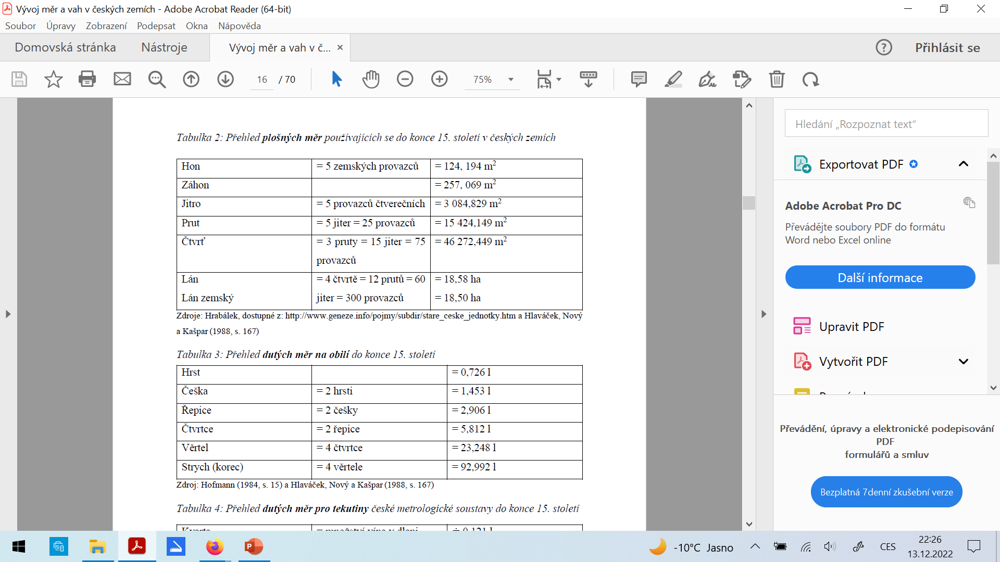 Vývoj měr a vah v českých zemích - Adobe Acrobat Reader (64-bit)
Soubor Úpravy Zobrazení Podepsat Okna Nápověda
Domovská stránka Nástroje Vývoj měr a vah v č... × ? Přihlásit se
16 / 70 75%
Tabulka 2: Přehled plošných měr používajících se do konce 15. století v českých zemích
Hon = 5 zemských provazců = 124, 194 m²
Záhon = 257, 069 m²
Jitro = 5 provazců čtverečních = 3 084,829 m²
Prut = 5 jiter = 25 provazců = 15 424,149 m²
Čtvrť = 3 pruty = 15 jiter = 75 = 46 272,449 m²
provazců
Lán = 4 čtvrtě = 12 prutů = 60 = 18,58 ha
Lán zemský jiter = 300 provazců = 18,50 ha
Zdroje: Hrabálek, dostupné z: http://www.geneze.info/pojmy/subdir/stare_ceske_jednotky.htm a Hlaváček, Nový
a Kašpar (1988, s. 167)
Tabulka 3: Přehled dutých měr na obilí do konce 15. století
Hrst = 0,726 l
Češka = 2 hrsti = 1,453 l
Řepice = 2 češky = 2,906 l
Čtvrtce = 2 řepice = 5,812 l
Věrtel = 4 čtvrtce = 23,248 l
Strych (korec) = 4 věrtele = 92,992 l
Zdroj: Hofmann (1984, s. 15) a Hlaváček, Nový a Kašpar (1988, s. 167)
Tabulka 4: Přehled dutých měr pro tekutiny české metrologické soustavy do konce 15. století
Hledání „Rozpoznat text“
Exportovat PDF
Adobe Acrobat Pro DC
Převádějte soubory PDF do formátu
Word nebo Excel online
Další informace
Upravit PDF
Vytvořit PDF
Převádění, úpravy a elektronické podepisování
PDF
formulářů a smluv
Bezplatná 7denní zkušební verze
-10°C Jasno CES 22:26
13.12.2022